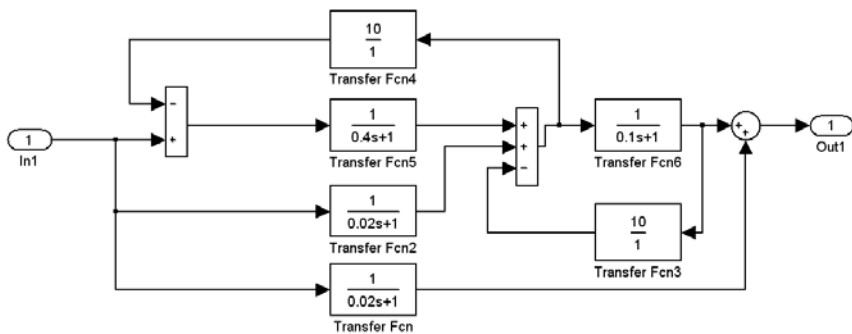 10
1
Transfer Fcn4
−
+
1
In1
1
0.4s+1
Transfer Fcn5
+
+
−
1
0.1s+1
Transfer Fcn6
+
+
1
Out1
1
0.02s+1
Transfer Fcn2
10
1
Transfer Fcn3
1
0.02s+1
Transfer Fcn